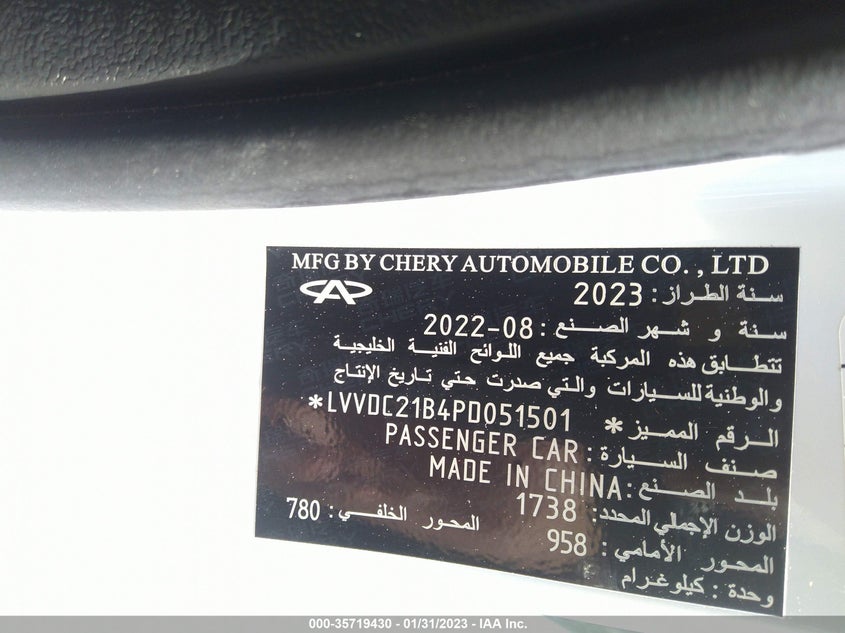 MFG BY CHERY AUTOMOBILE CO. , LTD
سنة الطراز: 2023
سنة و شهر الصنع: 2022-08
تتطابق هذه المركبة جميع اللوائح الفنية الخليجية
والوطنية للسيارات والتي صدرت حتي تاريخ الإنتاج
الرقم المميز *LVVDC21B4PD051501*
صنف السيارة: PASSENGER CAR
بلد الصنع: MADE IN CHINA
الوزن الإجمالي المحدد: 1738
المحور الأمامي: 958 المحور الخلفي: 780
وحدة: كيلوغرام
000-35719430 - 01/31/2023 - IAA Inc.